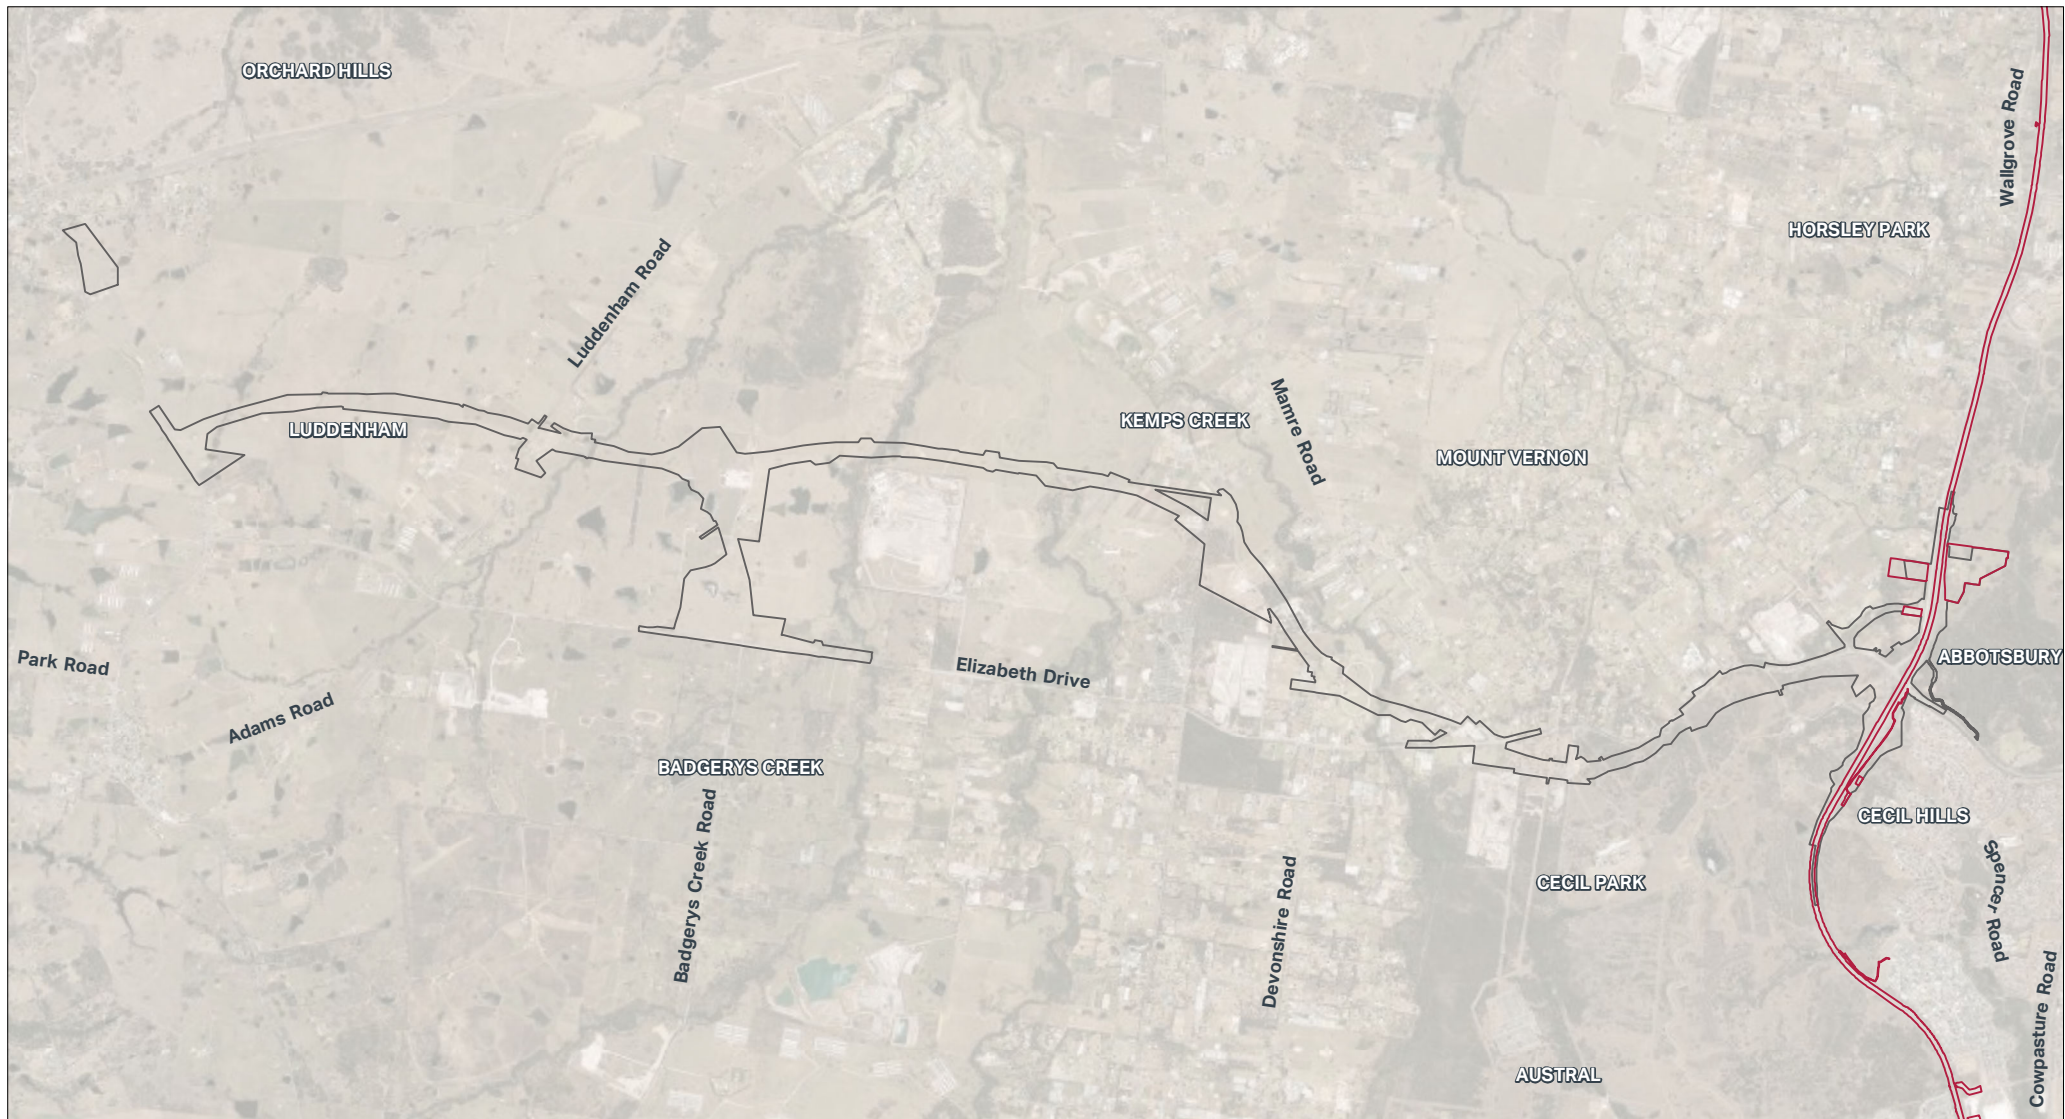 ORCHARD HILLS
Wallgrove Road
HORSLEY PARK
Luddenham Road
KEMPS CREEK
Mamre Road
LUDDENHAM
MOUNT VERNON
ABBOTSBURY
Park Road
Elizabeth Drive
Adams Road
BADGERYS CREEK
CECIL HILLS
Badgerys Creek Road
CECIL PARK
Devonshire Road
Spencer Road
Cowpasture Road
AUSTRAL